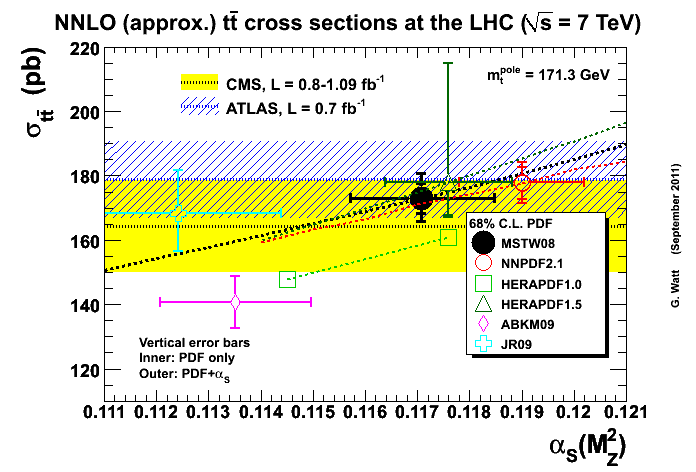 NNLO (approx.) tt̄ cross sections at the LHC (√s = 7 TeV)
σtt̄ (pb)
220
200
180
160
140
120
CMS, L = 0.8-1.09 fb⁻¹
ATLAS, L = 0.7 fb⁻¹
mₜᵖᵒˡᵉ = 171.3 GeV
68% C.L. PDF
MSTW08
NNPDF2.1
HERAPDF1.0
HERAPDF1.5
ABKM09
JR09
Vertical error bars
Inner: PDF only
Outer: PDF+αS
0.111 0.112 0.113 0.114 0.115 0.116 0.117 0.118 0.119 0.12 0.121
αS(M²Z)
G. Watt (September 2011)